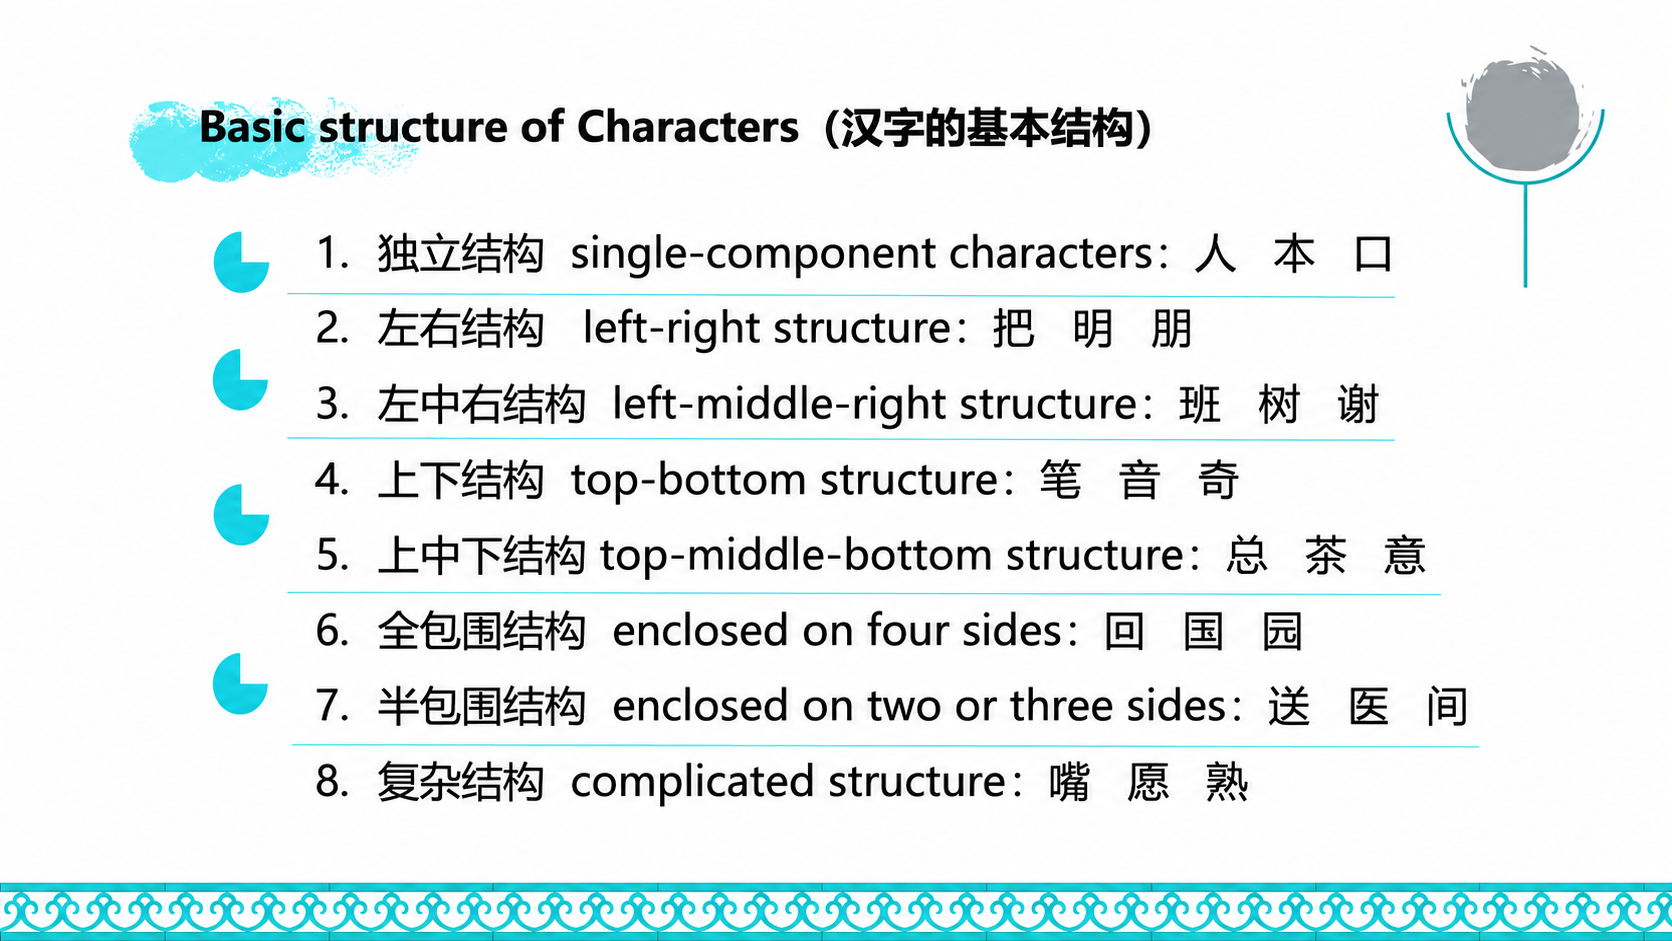 Basic structure of Characters（汉字的基本结构）
1. 独立结构 single-component characters：人 本 口
2. 左右结构 left-right structure：把 明 朋
3. 左中右结构 left-middle-right structure：班 树 谢
4. 上下结构 top-bottom structure：笔 音 奇
5. 上中下结构 top-middle-bottom structure：总 茶 意
6. 全包围结构 enclosed on four sides：回 国 园
7. 半包围结构 enclosed on two or three sides：送 医 间
8. 复杂结构 complicated structure：嘴 愿 熟